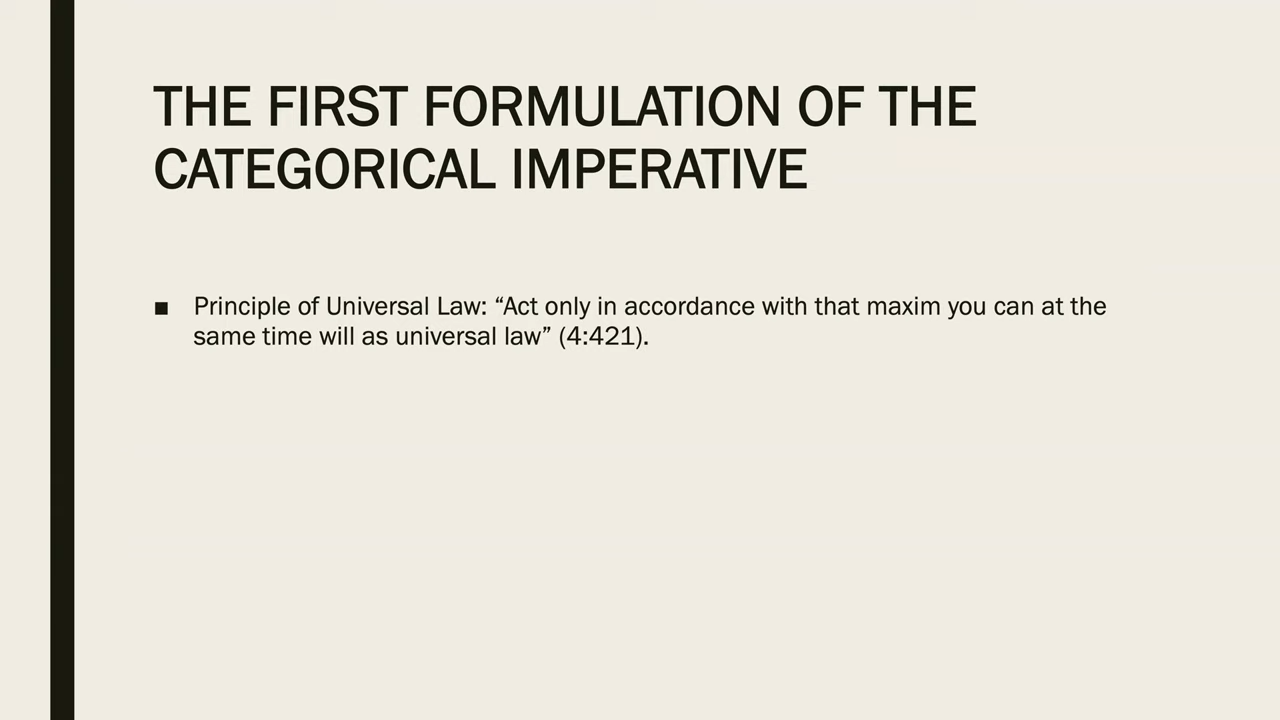 THE FIRST FORMULATION OF THE
CATEGORICAL IMPERATIVE
▪ Principle of Universal Law: “Act only in accordance with that maxim you can at the
same time will as universal law” (4:421).